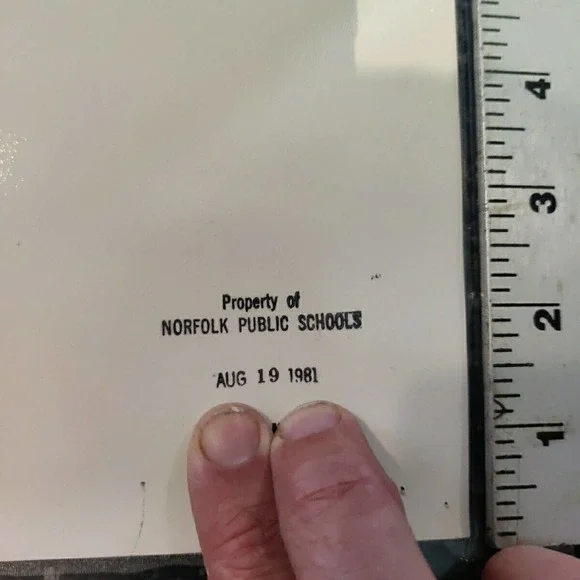 Property of
NORFOLK PUBLIC SCHOOLS
AUG 19 1981
4
3
2
1